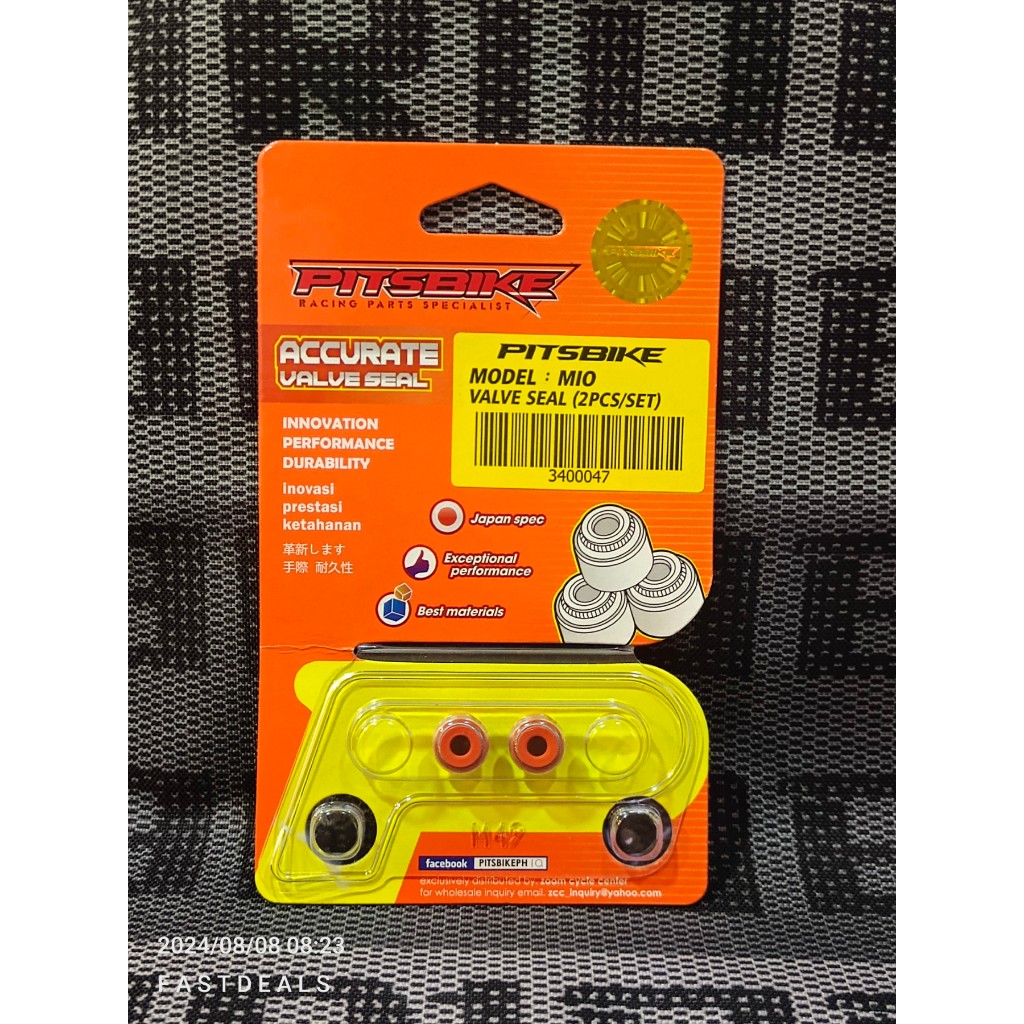 PITSBIKE
RACING PARTS SPECIALIST
PITSBIKE
ACCURATE
VALVE SEAL
PITSBIKE
MODEL : MIO
VALVE SEAL (2PCS/SET)
3400047
INNOVATION
PERFORMANCE
DURABILITY
inovasi
prestasi
ketahanan
革新します
手際 耐久性
Japan spec
Exceptional
performance
Best materials
M49
facebook PITSBIKEPH
exclusively distributed by: zoom cycle center
for wholesale inquiry email. zcc_inquiry@yahoo.com
2024/08/08 08:23
FASTDEALS